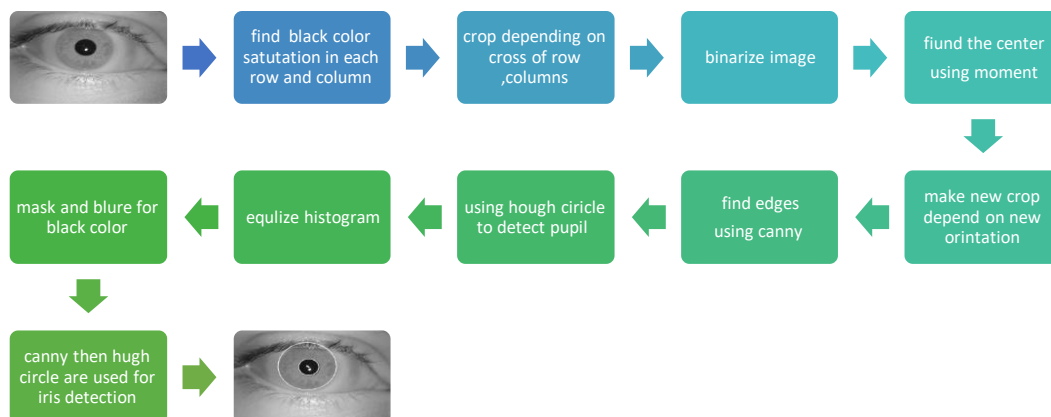 find  black color
satutation in each
row and column
crop depending on
cross of row
,columns
binarize image
fiund the center
using moment
make new crop
depend on new
orintation
find edges
using canny
using hough ciricle
to detect pupil
equlize histogram
mask and blure for
black color
canny then hugh
circle are used for
iris detection